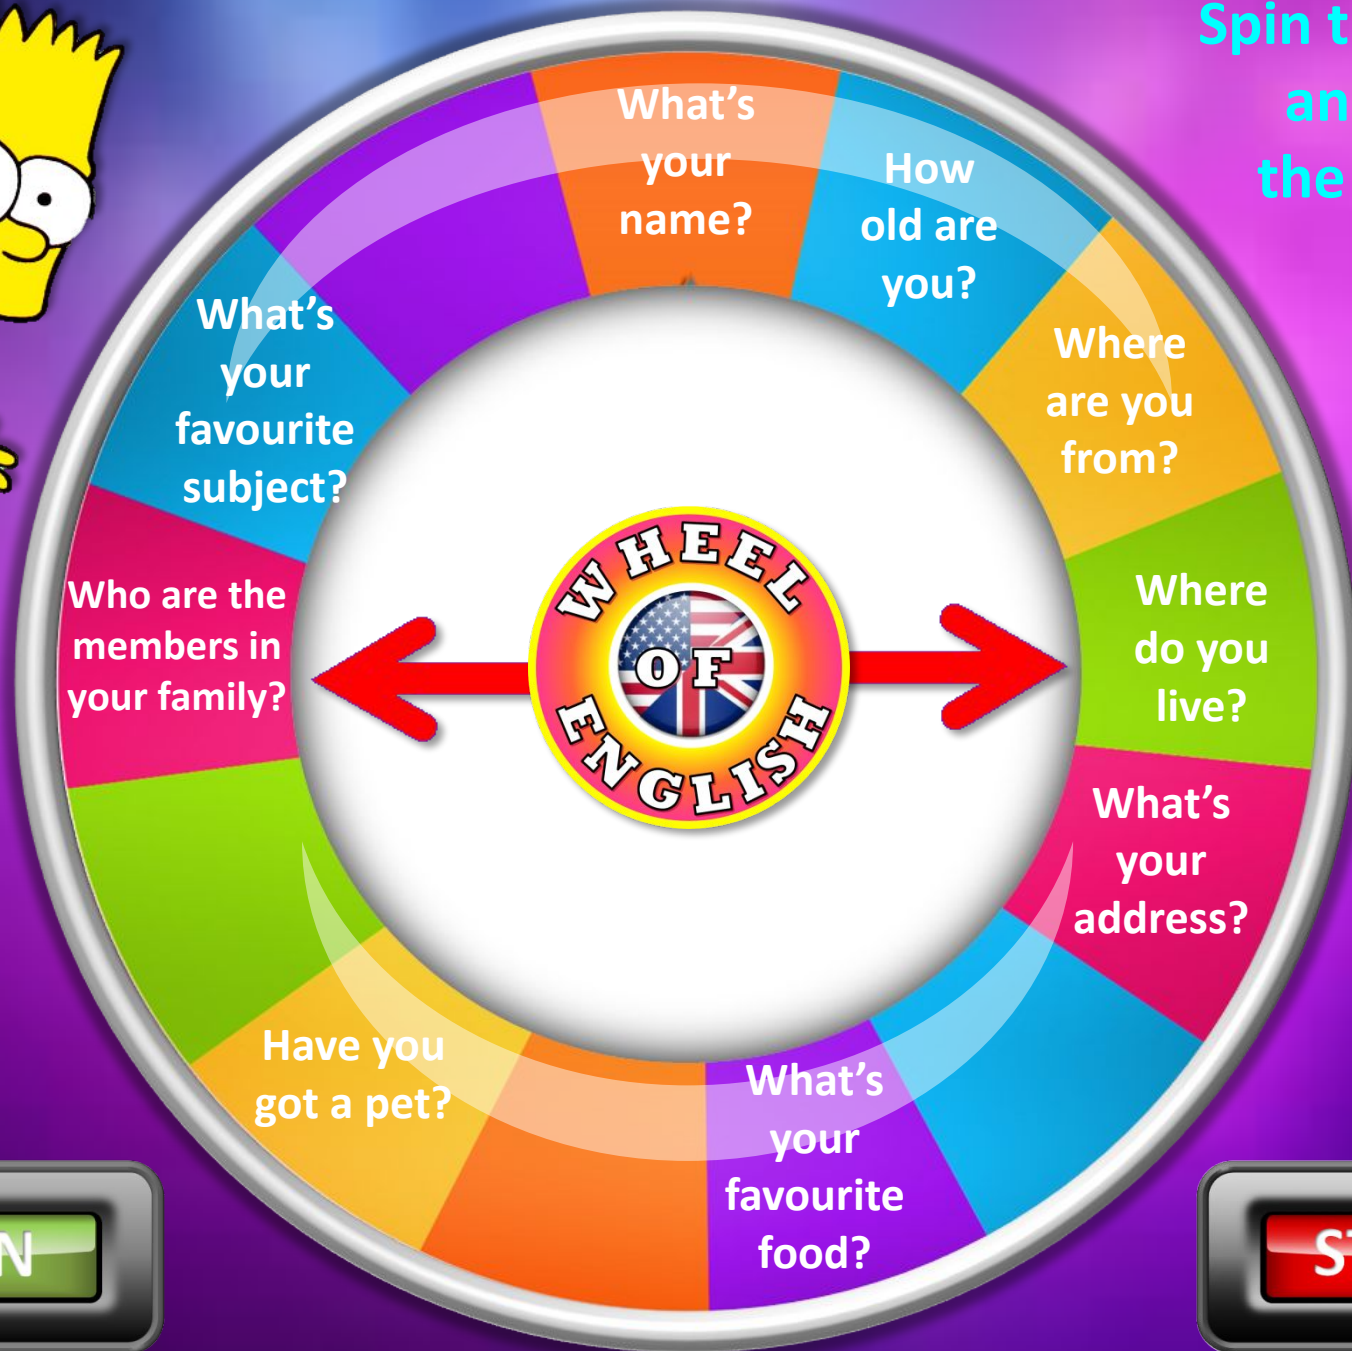 Spin
an
the
What's
your
name?
How
old are
you?
Where
are you
from?
Where
do you
live?
What's
your
address?
What's
your
favourite
food?
Have you
got a pet?
Who are the
members in
your family?
What's
your
favourite
subject?
WHEEL
OF
ENGLISH